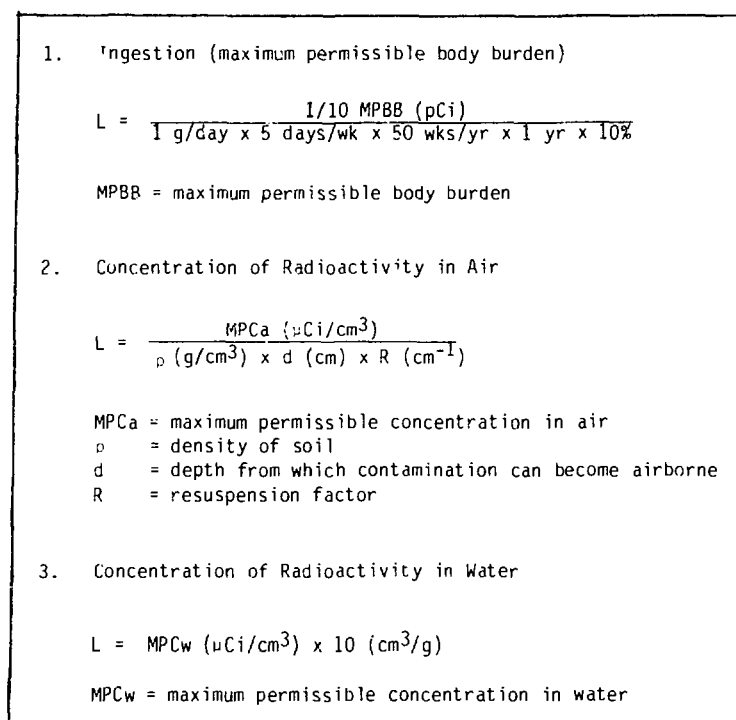 1. Ingestion (maximum permissible body burden)
L = 1/10 MPBB (pCi)
1 g/day x 5 days/wk x 50 wks/yr x 1 yr x 10%
MPBB = maximum permissible body burden
2. Concentration of Radioactivity in Air
L = MPCa (μCi/cm³)
ρ (g/cm³) x d (cm) x R (cm⁻¹)
MPCa = maximum permissible concentration in air
ρ = density of soil
d = depth from which contamination can become airborne
R = resuspension factor
3. Concentration of Radioactivity in Water
L = MPCw (μCi/cm³) x 10 (cm³/g)
MPCw = maximum permissible concentration in water